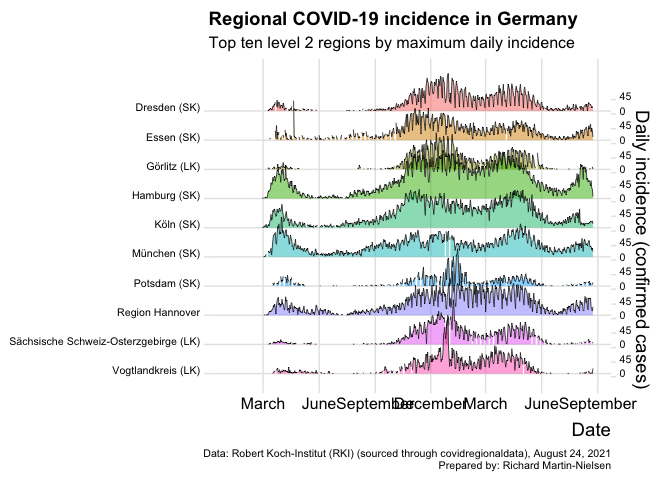 Regional COVID-19 incidence in Germany
Top ten level 2 regions by maximum daily incidence
Dresden (SK)
45
0
Essen (SK)
45
0
Görlitz (LK)
45
0
Hamburg (SK)
45
0
Köln (SK)
45
0
München (SK)
45
0
Potsdam (SK)
45
0
Region Hannover
45
0
Sächsische Schweiz-Osterzgebirge (LK)
45
0
Vogtlandkreis (LK)
45
0
Daily incidence (confirmed cases)
March June September December March June September
Date
Data: Robert Koch-Institut (RKI) (sourced through covidregionaldata), August 24, 2021
Prepared by: Richard Martin-Nielsen